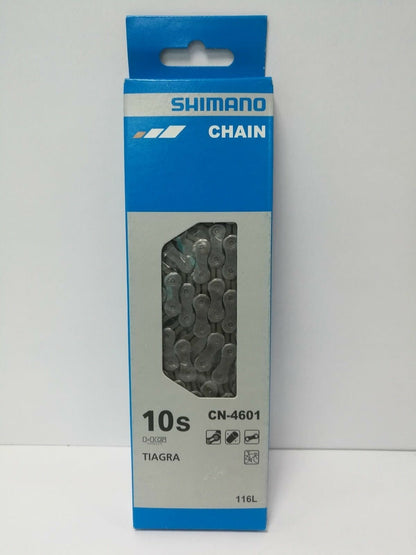 SHIMANO
CHAIN
10s
CN-4601
TIAGRA
116L